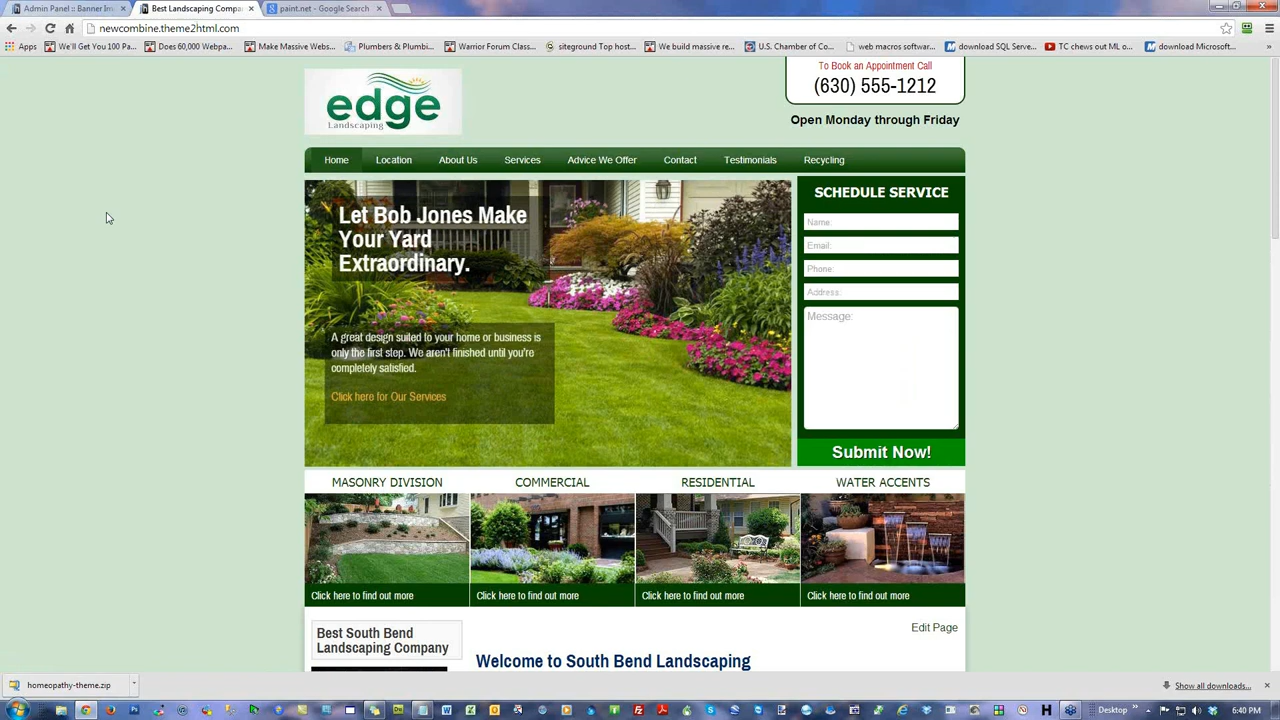 Admin Panel :: Banner Im
Best Landscaping Compa
paint.net - Google Search
newcombine.theme2html.com
Apps
We'll Get You 100 Pa...
Does 60,000 Webpa...
Make Massive Webs...
Plumbers & Plumbi...
Warrior Forum Class...
siteground Top host...
We build massive re...
U.S. Chamber of Co...
web macros softwar...
download SQL Serve...
TC chews out ML o...
download Microsoft...
To Book an Appointment Call
(630) 555-1212
Open Monday through Friday
edge
Landscaping
Home
Location
About Us
Services
Advice We Offer
Contact
Testimonials
Recycling
Let Bob Jones Make
Your Yard
Extraordinary.
A great design suited to your home or business is
only the first step. We aren't finished until you're
completely satisfied.
Click here for Our Services
SCHEDULE SERVICE
Name:
Email:
Phone:
Address:
Message:
Submit Now!
MASONRY DIVISION
COMMERCIAL
RESIDENTIAL
WATER ACCENTS
Click here to find out more
Click here to find out more
Click here to find out more
Click here to find out more
Best South Bend
Landscaping Company
Edit Page
Welcome to South Bend Landscaping
homeopathy-theme.zip
Show all downloads...
Desktop
6:40 PM